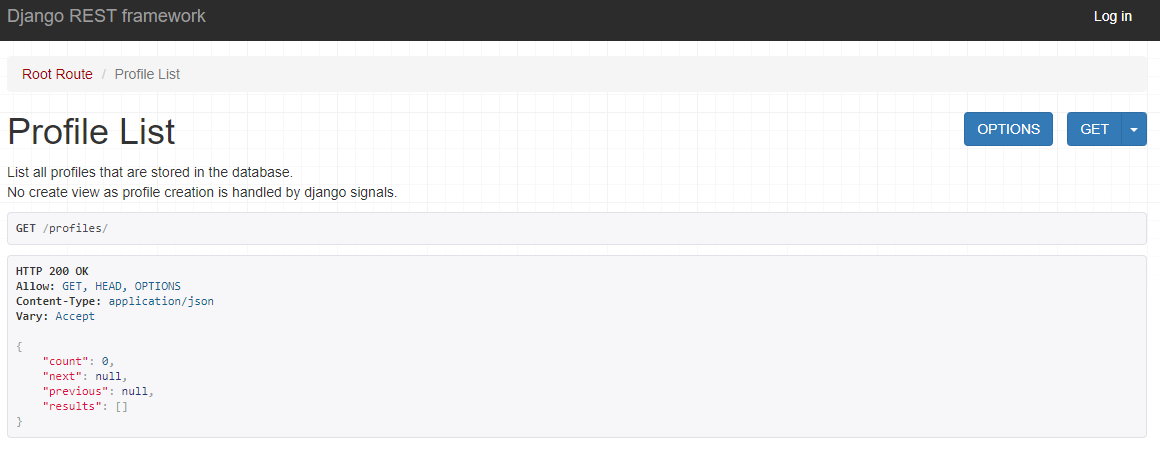 Django REST framework
Log in
Root Route / Profile List
Profile List
OPTIONS
GET
List all profiles that are stored in the database.
No create view as profile creation is handled by django signals.
GET /profiles/
HTTP 200 OK
Allow: GET, HEAD, OPTIONS
Content-Type: application/json
Vary: Accept
{
    "count": 0,
    "next": null,
    "previous": null,
    "results": []
}